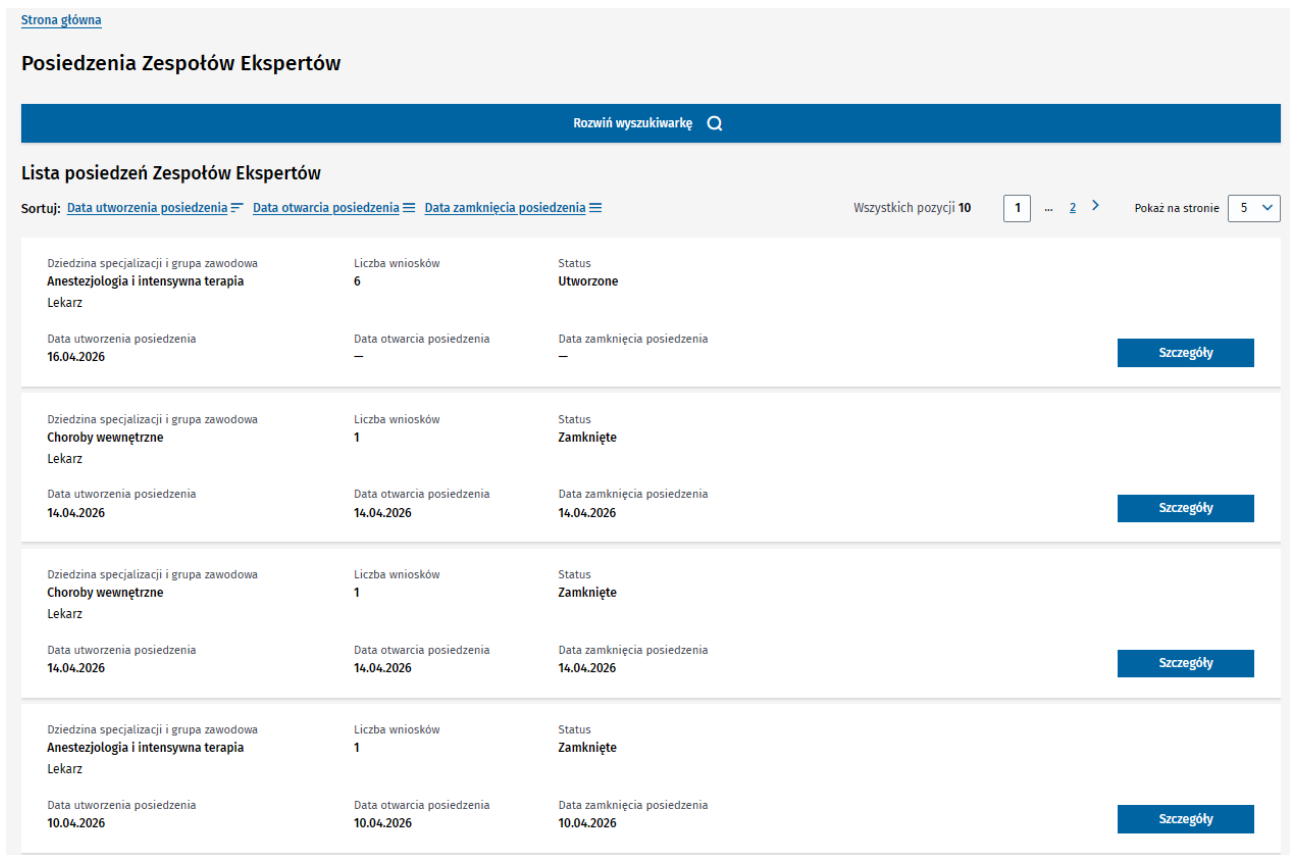 Strona główna
Posiedzenia Zespołów Ekspertów
Rozwiń wyszukiwarkę
Lista posiedzeń Zespołów Ekspertów
Sortuj: Data utworzenia posiedzenia Data otwarcia posiedzenia Data zamknięcia posiedzenia Wszystkich pozycji 10 1 ... 2 > Pokaż na stronie 5
Dziedzina specjalizacji i grupa zawodowa Liczba wniosków Status
Anestezjologia i intensywna terapia 6 Utworzone
Lekarz
Data utworzenia posiedzenia Data otwarcia posiedzenia Data zamknięcia posiedzenia
16.04.2026 — — Szczegóły
Dziedzina specjalizacji i grupa zawodowa Liczba wniosków Status
Choroby wewnętrzne 1 Zamknięte
Lekarz
Data utworzenia posiedzenia Data otwarcia posiedzenia Data zamknięcia posiedzenia
14.04.2026 14.04.2026 14.04.2026 Szczegóły
Dziedzina specjalizacji i grupa zawodowa Liczba wniosków Status
Choroby wewnętrzne 1 Zamknięte
Lekarz
Data utworzenia posiedzenia Data otwarcia posiedzenia Data zamknięcia posiedzenia
14.04.2026 14.04.2026 14.04.2026 Szczegóły
Dziedzina specjalizacji i grupa zawodowa Liczba wniosków Status
Anestezjologia i intensywna terapia 1 Zamknięte
Lekarz
Data utworzenia posiedzenia Data otwarcia posiedzenia Data zamknięcia posiedzenia
10.04.2026 10.04.2026 10.04.2026 Szczegóły